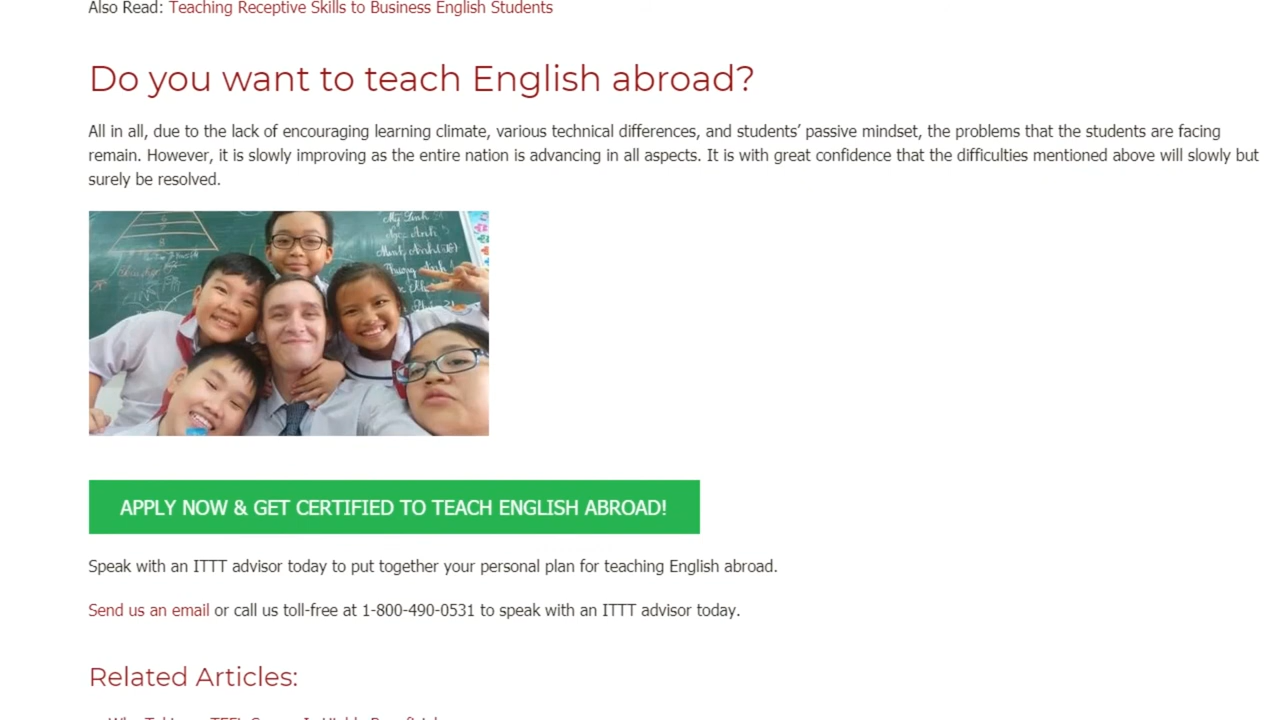 Also Read: Teaching Receptive Skills to Business English Students
Do you want to teach English abroad?
All in all, due to the lack of encouraging learning climate, various technical differences, and students’ passive mindset, the problems that the students are facing
remain. However, it is slowly improving as the entire nation is advancing in all aspects. It is with great confidence that the difficulties mentioned above will slowly but
surely be resolved.
My Linh
Ngọc Anh
Minh Anh
APPLY NOW & GET CERTIFIED TO TEACH ENGLISH ABROAD!
Speak with an ITTT advisor today to put together your personal plan for teaching English abroad.
Send us an email or call us toll-free at 1-800-490-0531 to speak with an ITTT advisor today.
Related Articles: